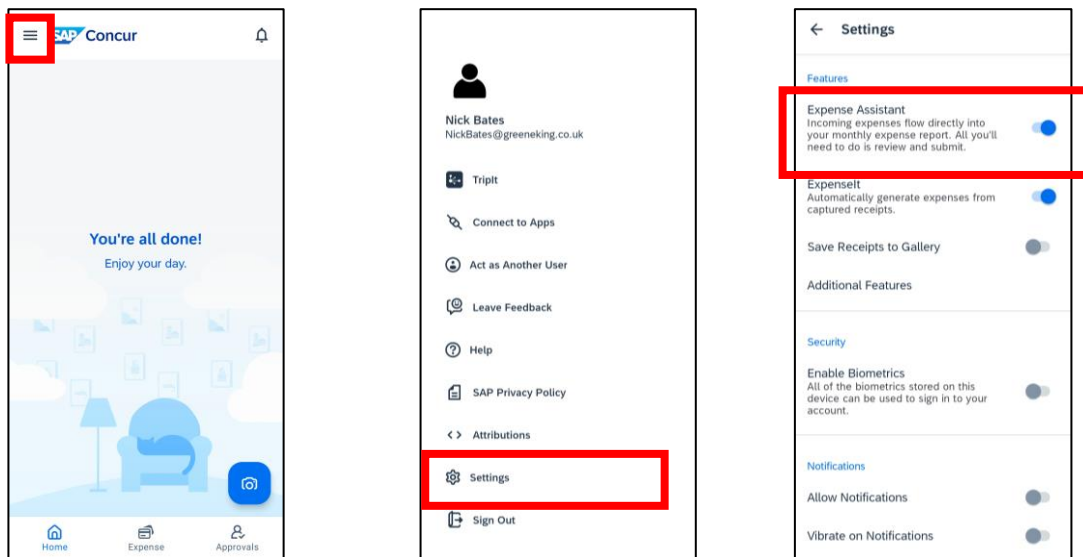 SAP Concur
You're all done!
Enjoy your day.
Home
Expense
Approvals
Nick Bates
NickBates@greeneking.co.uk
TripIt
Connect to Apps
Act as Another User
Leave Feedback
Help
SAP Privacy Policy
Attributions
Settings
Sign Out
Settings
Features
Expense Assistant
Incoming expenses flow directly into
your monthly expense report. All you'll
need to do is review and submit.
ExpenseIt
Automatically generate expenses from
captured receipts.
Save Receipts to Gallery
Additional Features
Security
Enable Biometrics
All of the biometrics stored on this
device can be used to sign in to your
account.
Notifications
Allow Notifications
Vibrate on Notifications